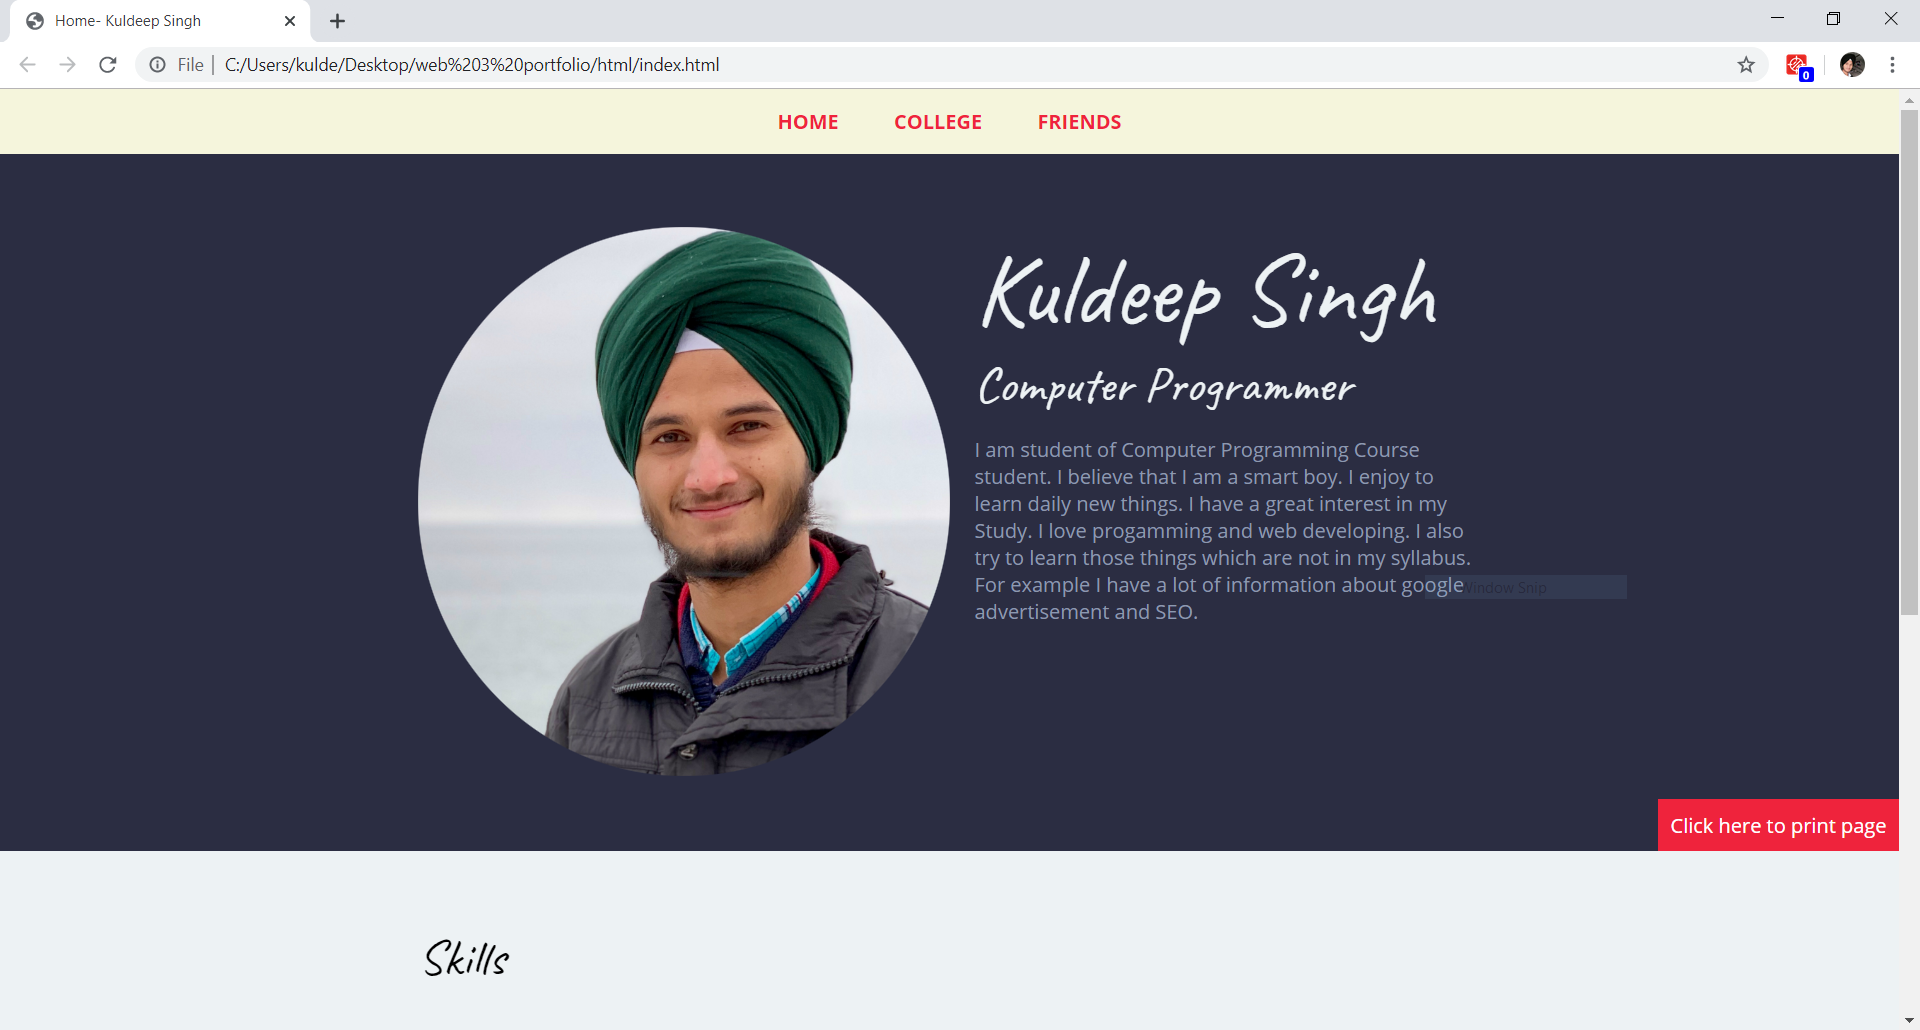 Home- Kuldeep Singh
File | C:/Users/kulde/Desktop/web%203%20portfolio/html/index.html
0
HOME COLLEGE FRIENDS
Kuldeep Singh
Computer Programmer
I am student of Computer Programming Course
student. I believe that I am a smart boy. I enjoy to
learn daily new things. I have a great interest in my
Study. I love progamming and web developing. I also
try to learn those things which are not in my syllabus.
For example I have a lot of information about google
Window Snip
advertisement and SEO.
Click here to print page
Skills